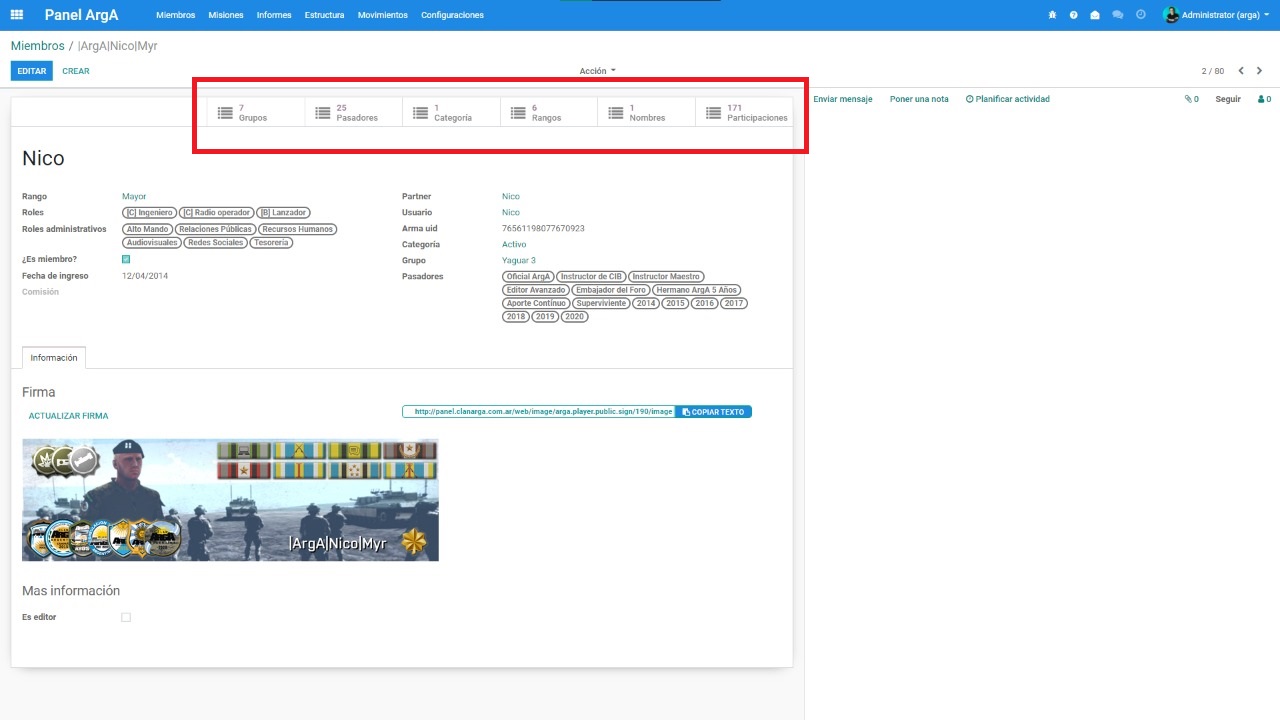 Panel ArgA Miembros Misiones Informes Estructura Movimientos Configuraciones Administrator (arga)
Miembros / |ArgA|Nico|Myr
EDITAR CREAR Acción 2 / 80
7 Grupos 25 Pasadores 1 Categoría 6 Rangos 1 Nombres 171 Participaciones
Enviar mensaje Poner una nota Planificar actividad 0 Seguir 0
Nico
Rango Mayor
Roles [C] Ingeniero [C] Radio operador [B] Lanzador
Roles administrativos Alto Mando Relaciones Públicas Recursos Humanos
Audiovisuales Redes Sociales Tesorería
¿Es miembro?
Fecha de ingreso 12/04/2014
Comisión
Partner Nico
Usuario Nico
Arma uid 76561198077670923
Categoría Activo
Grupo Yaguar 3
Pasadores Oficial ArgA Instructor de CIB Instructor Maestro
Editor Avanzado Embajador del Foro Hermano ArgA 5 Años
Aporte Contínuo Superviviente 2014 2015 2016 2017
2018 2019 2020
Información
Firma
ACTUALIZAR FIRMA http://panel.clanarga.com.ar/web/image/arga.player.public.sign/190/image COPIAR TEXTO
|ArgA|Nico|Myr
Mas información
Es editor